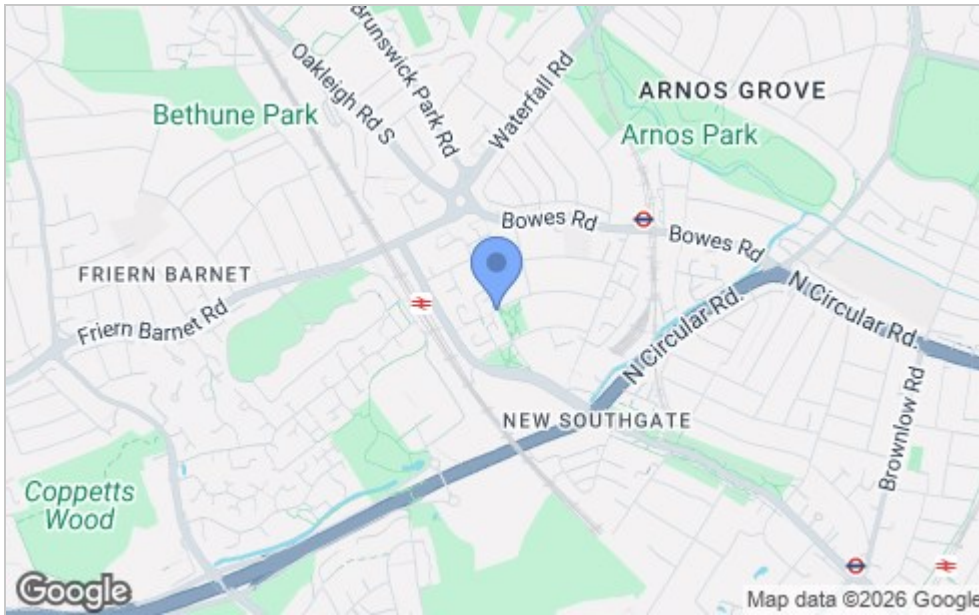 Brunswick Park Rd
Oakleigh Rd S
Waterfall Rd
ARNOS GROVE
Bethune Park
Arnos Park
Bowes Rd
Bowes Rd
FRIERN BARNET
N Circular Rd.
N Circular Rd.
Friern Barnet Rd
NEW SOUTHGATE
Brownlow Rd
Coppetts
Wood
Google
Map data ©2026 Google